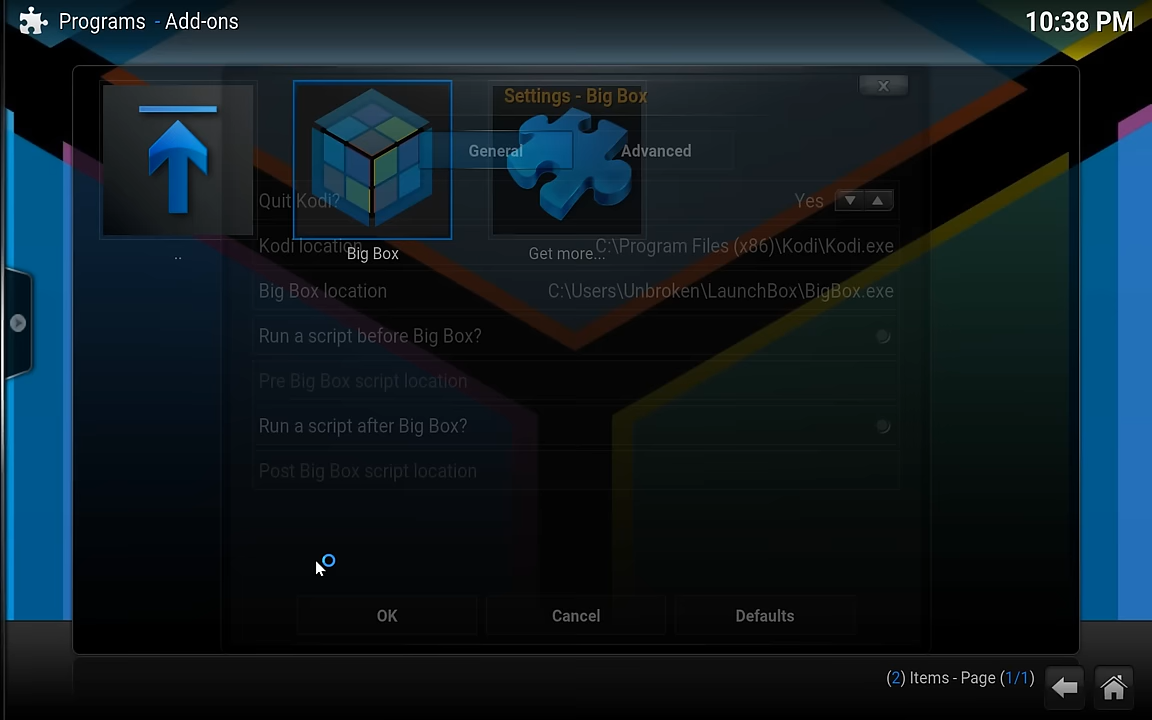 Programs - Add-ons
10:38 PM
Settings - Big Box
General
Advanced
Quit Kodi?
Yes
Kodi location
C:\Program Files (x86)\Kodi\Kodi.exe
..
Big Box
Get more...
Big Box location
C:\Users\Unbroken\LaunchBox\BigBox.exe
Run a script before Big Box?
Pre Big Box script location
Run a script after Big Box?
Post Big Box script location
OK
Cancel
Defaults
(2) Items - Page (1/1)